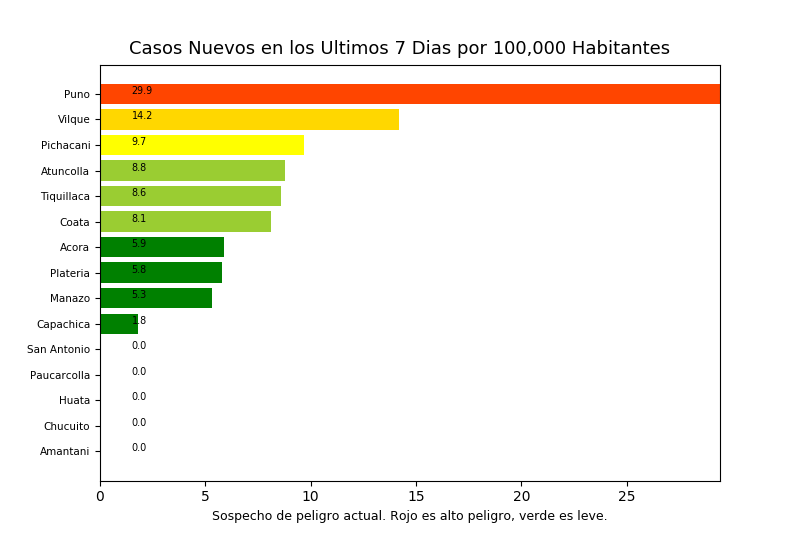 Casos Nuevos en los Ultimos 7 Dias por 100,000 Habitantes
Puno 29.9
Vilque 14.2
Pichacani 9.7
Atuncolla 8.8
Tiquillaca 8.6
Coata 8.1
Acora 5.9
Plateria 5.8
Manazo 5.3
Capachica 1.8
San Antonio 0.0
Paucarcolla 0.0
Huata 0.0
Chucuito 0.0
Amantani 0.0
0 5 10 15 20 25
Sospecho de peligro actual. Rojo es alto peligro, verde es leve.